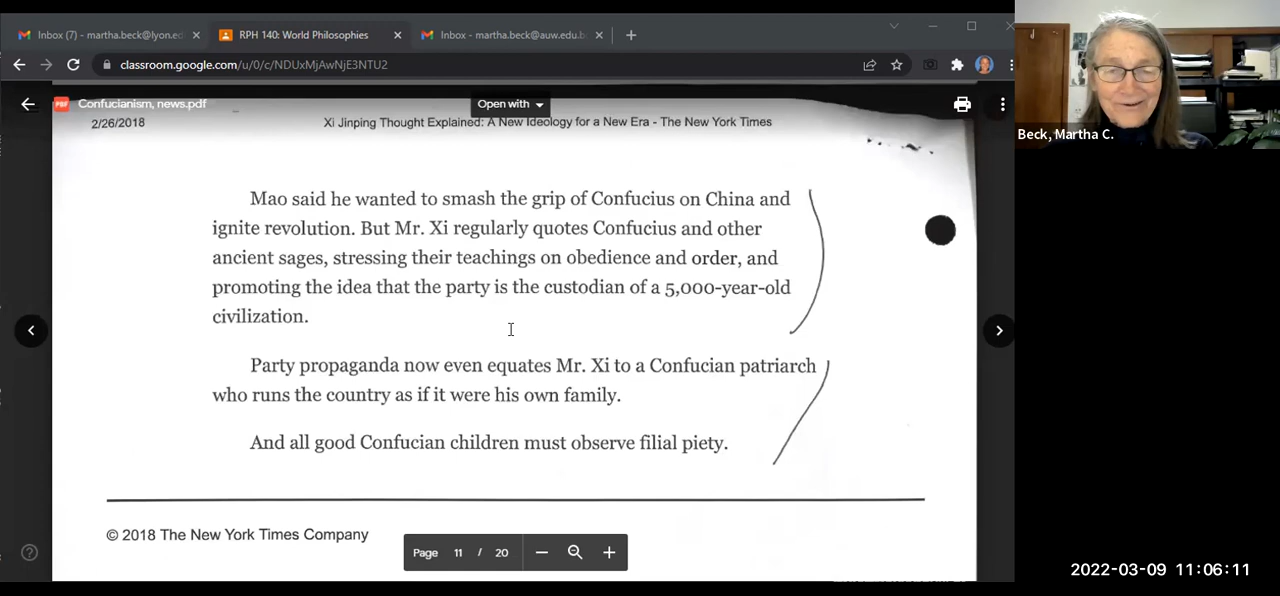 Inbox (7) - martha.beck@lyon.ed
RPH 140: World Philosophies
Inbox - martha.beck@auw.edu.b
classroom.google.com/u/0/c/NDUxMjAwNjE3NTU2
PDF Confucianism, news.pdf
Open with
2/26/2018
Xi Jinping Thought Explained: A New Ideology for a New Era - The New York Times
Mao said he wanted to smash the grip of Confucius on China and
ignite revolution. But Mr. Xi regularly quotes Confucius and other
ancient sages, stressing their teachings on obedience and order, and
promoting the idea that the party is the custodian of a 5,000-year-old
civilization.
Party propaganda now even equates Mr. Xi to a Confucian patriarch
who runs the country as if it were his own family.
And all good Confucian children must observe filial piety.
© 2018 The New York Times Company
Page 11 / 20
Beck, Martha C.
2022-03-09 11:06:11